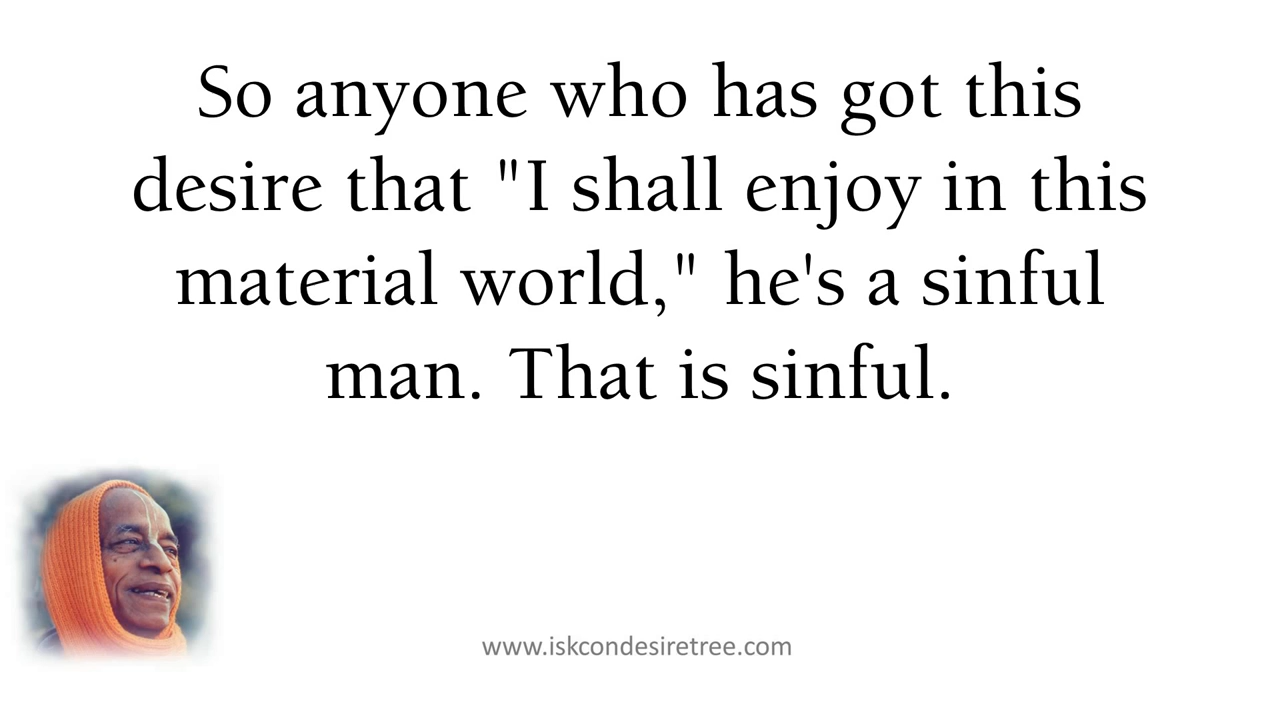 So anyone who has got this
desire that "I shall enjoy in this
material world," he's a sinful
man. That is sinful.
www.iskcondesiretree.com